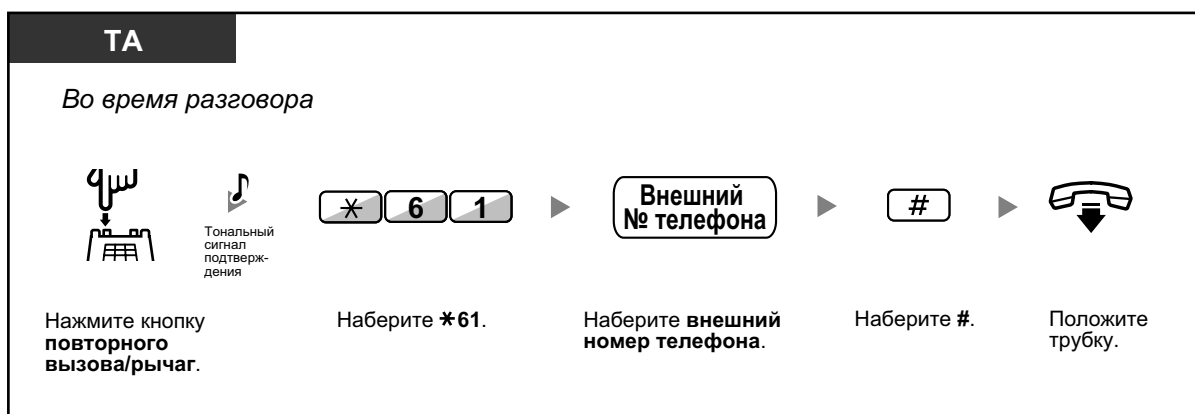 ТА
Во время разговора
Тональный
сигнал
подтверж-
дения
* 6 1
Внешний
№ телефона
#
Нажмите кнопку
повторного
вызова/рычаг.
Наберите *61.
Наберите внешний
номер телефона.
Наберите #.
Положите
трубку.